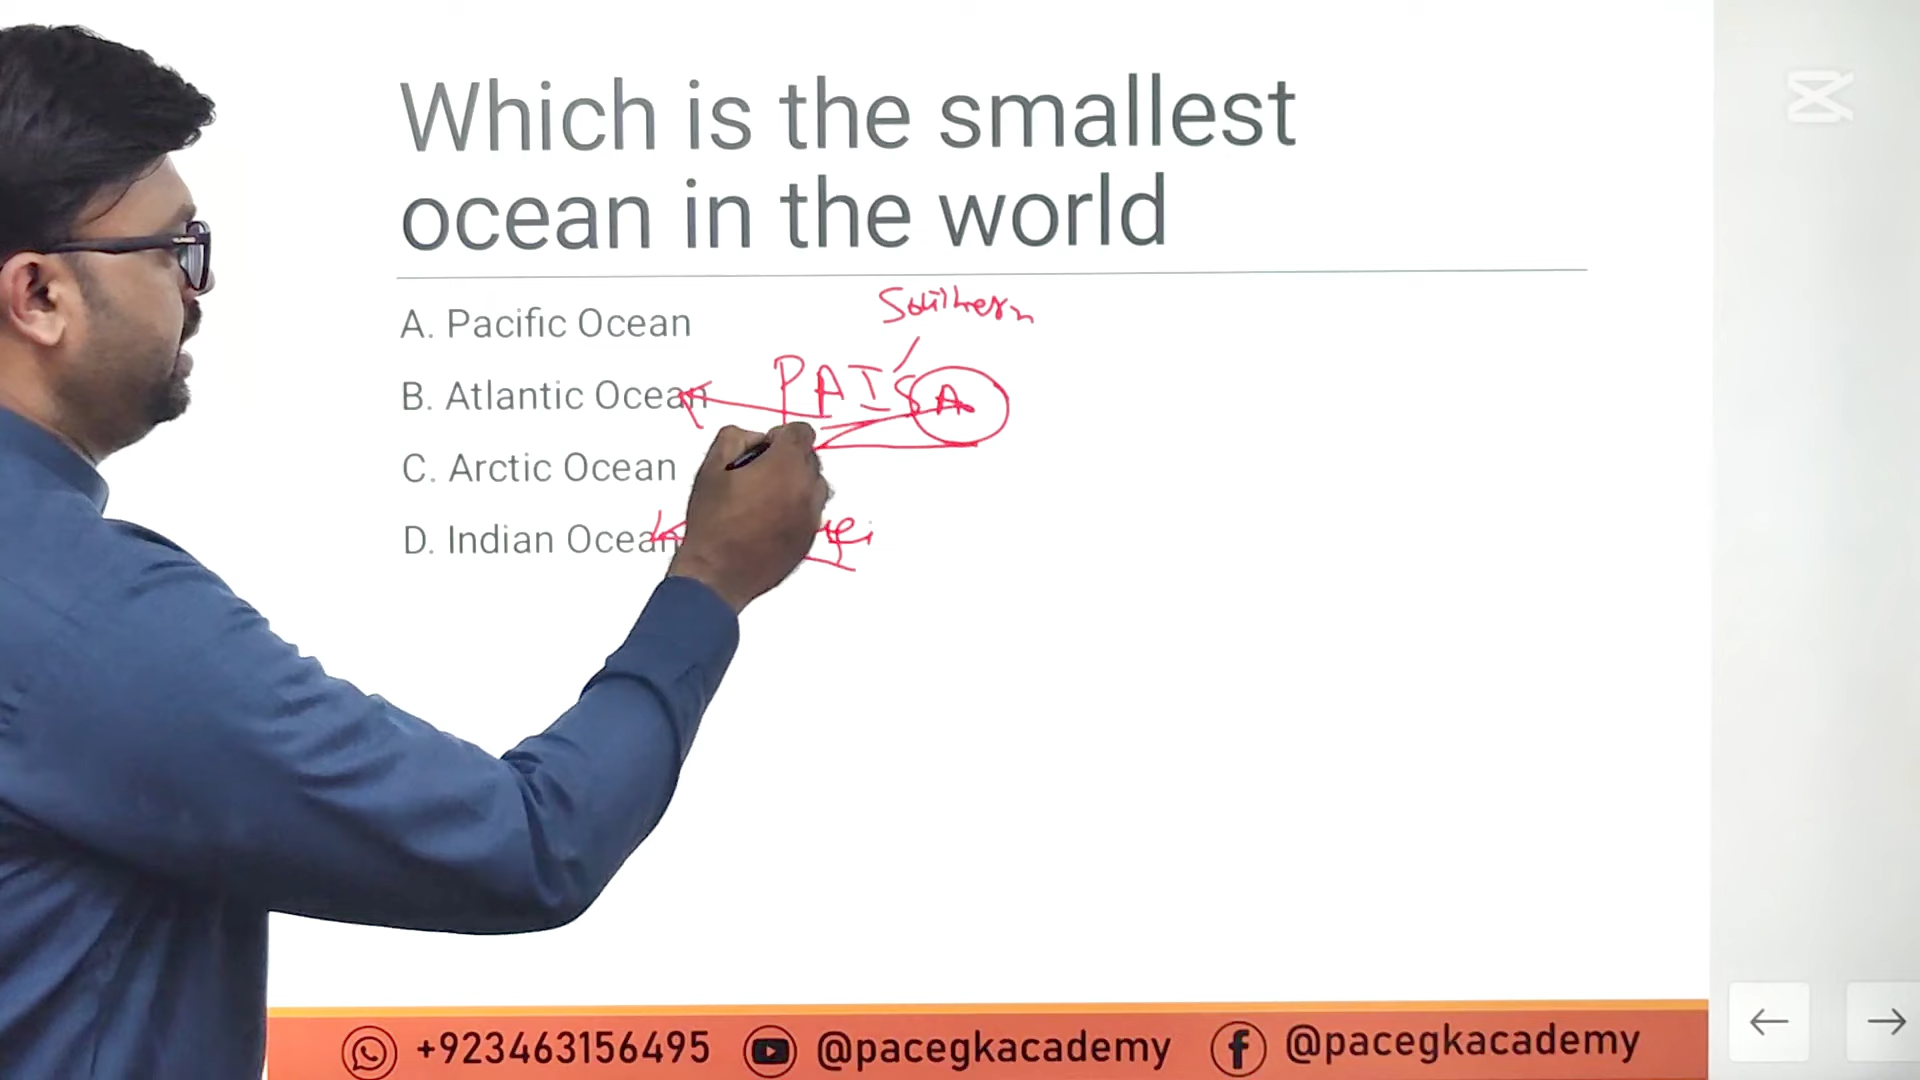 Which is the smallest
ocean in the world
A. Pacific Ocean
Southern
B. Atlantic Ocean
PAISA
C. Arctic Ocean
D. Indian Ocean
+923463156495 @pacegkacademy @pacegkacademy